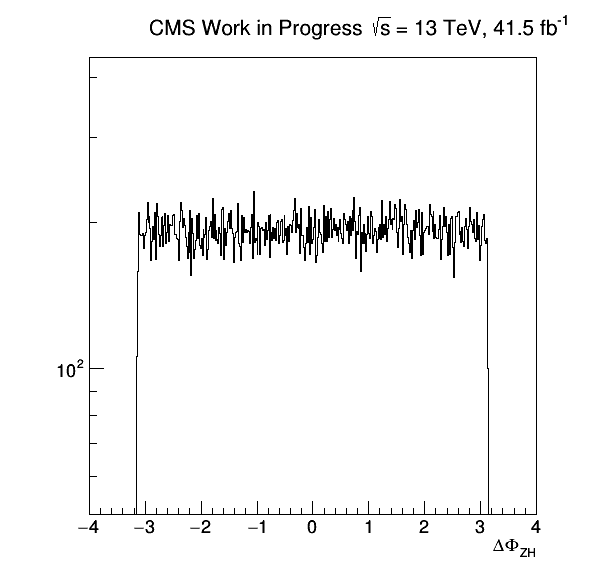 CMS Work in Progress √s = 13 TeV, 41.5 fb⁻¹
10²
−4 −3 −2 −1 0 1 2 3 4
ΔΦ_ZH